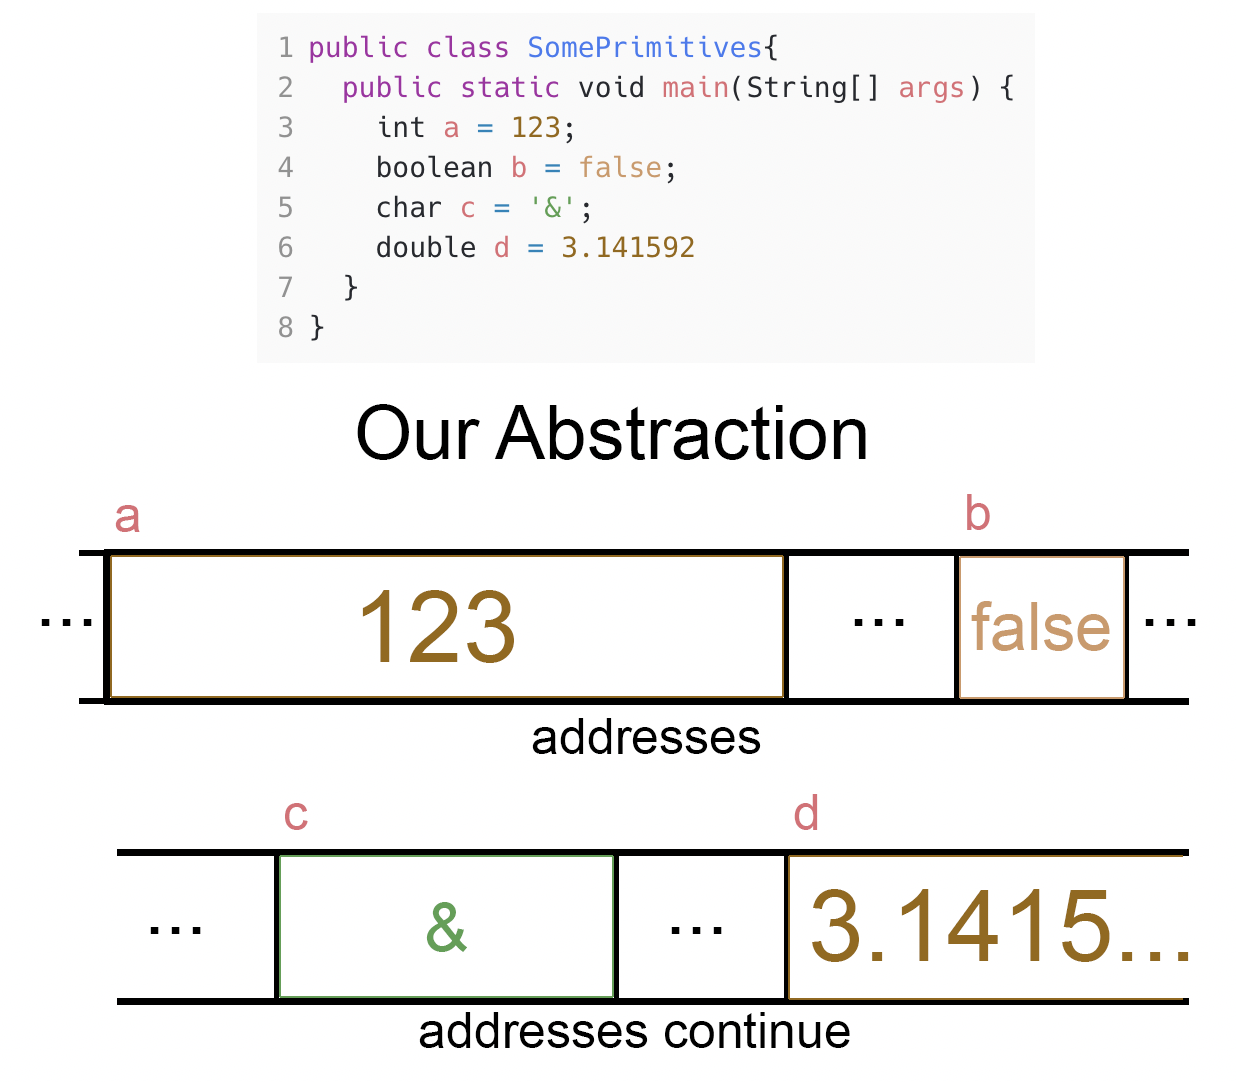 1 public class SomePrimitives{
2   public static void main(String[] args) {
3     int a = 123;
4     boolean b = false;
5     char c = '&';
6     double d = 3.141592
7   }
8 }
Our Abstraction
a b
... 123 ... false ...
addresses
c d
... & ... 3.1415...
addresses continue